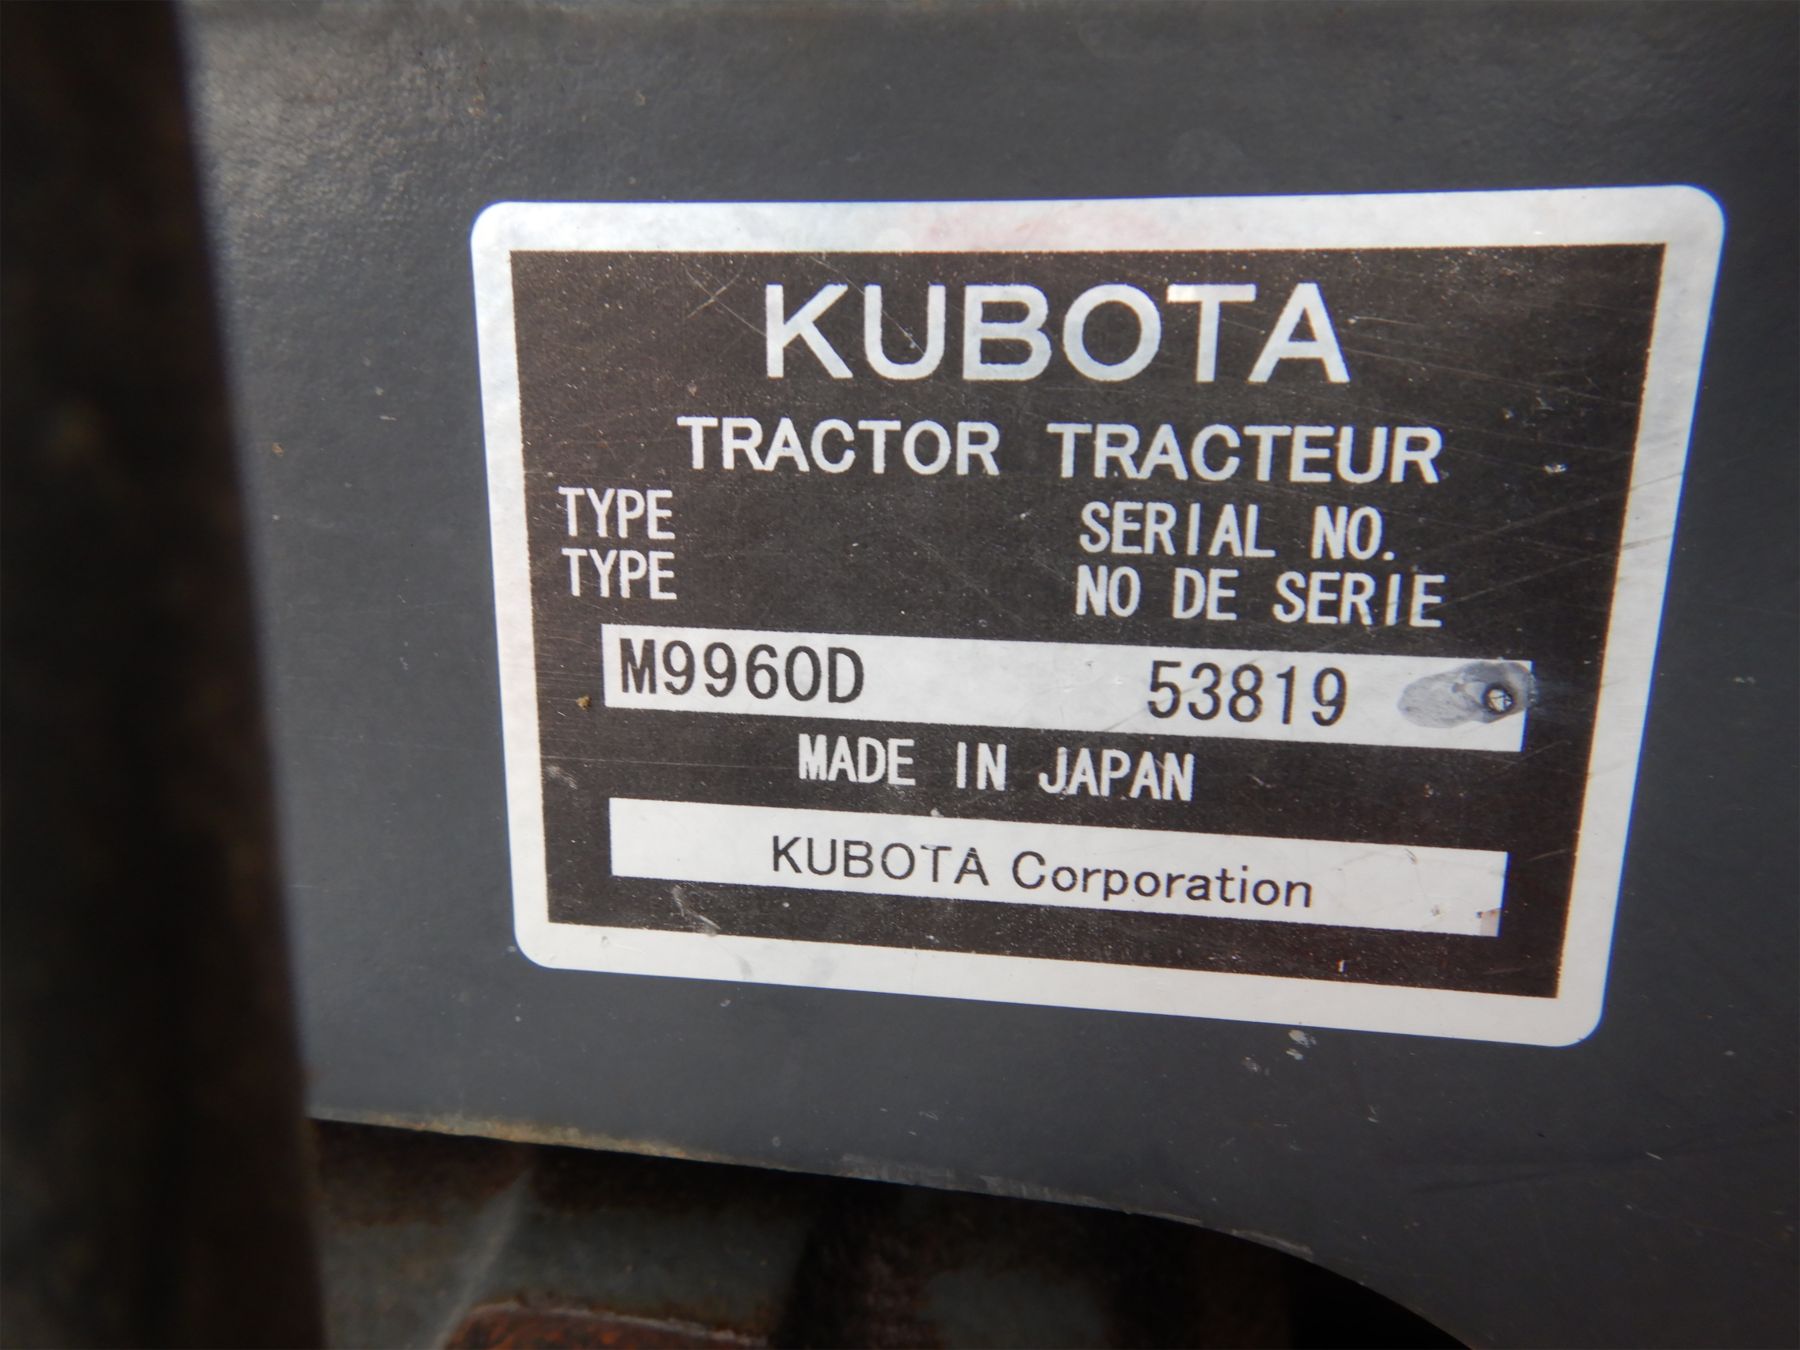 KUBOTA
TRACTOR TRACTEUR
TYPE SERIAL NO.
TYPE NO DE SERIE
M9960D 53819
MADE IN JAPAN
KUBOTA Corporation